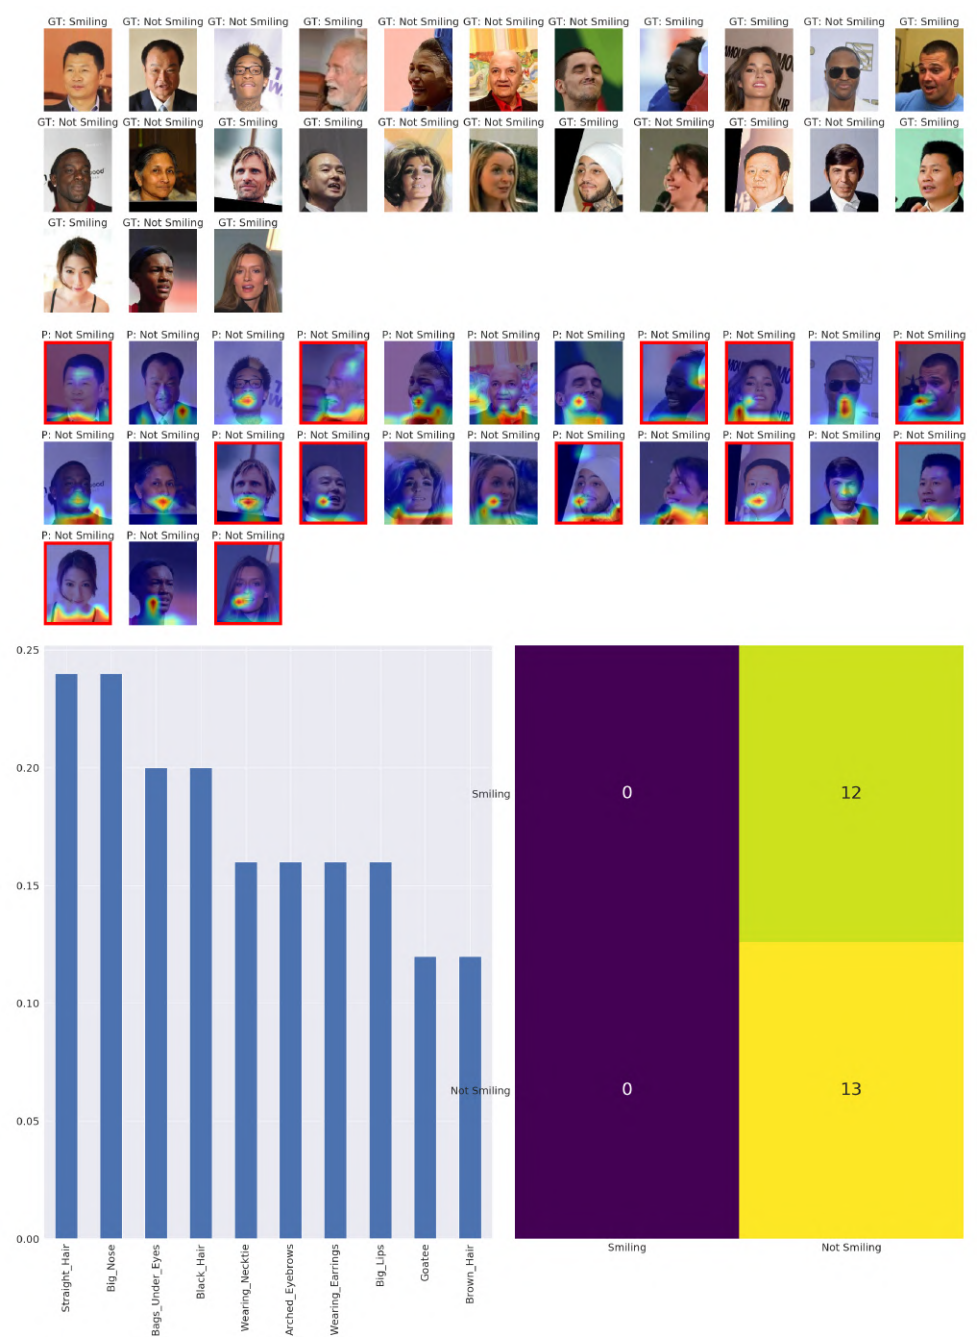 GT: Smiling GT: Not Smiling GT: Not Smiling GT: Smiling GT: Not Smiling GT: Not Smiling GT: Not Smiling GT: Smiling GT: Smiling GT: Not Smiling GT: Smiling
GT: Not Smiling GT: Not Smiling GT: Smiling GT: Smiling GT: Not Smiling GT: Not Smiling GT: Smiling GT: Not Smiling GT: Smiling GT: Not Smiling GT: Smiling
GT: Smiling GT: Not Smiling GT: Smiling
P: Not Smiling P: Not Smiling P: Not Smiling P: Not Smiling P: Not Smiling P: Not Smiling P: Not Smiling P: Not Smiling P: Not Smiling P: Not Smiling P: Not Smiling
P: Not Smiling P: Not Smiling P: Not Smiling P: Not Smiling P: Not Smiling P: Not Smiling P: Not Smiling P: Not Smiling P: Not Smiling P: Not Smiling P: Not Smiling
P: Not Smiling P: Not Smiling P: Not Smiling
0.25
0.20
0.15
0.10
0.05
0.00
Straight_Hair
Big_Nose
Bags_Under_Eyes
Black_Hair
Wearing_Necktie
Arched_Eyebrows
Wearing_Earrings
Big_Lips
Goatee
Brown_Hair
Smiling 0 12
Not Smiling 0 13
Smiling Not Smiling